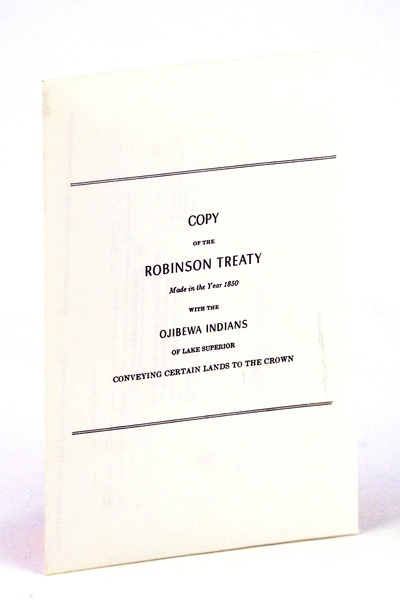 COPY
OF THE
ROBINSON TREATY
Made in the Year 1850
WITH THE
OJIBEWA INDIANS
OF LAKE SUPERIOR
CONVEYING CERTAIN LANDS TO THE CROWN